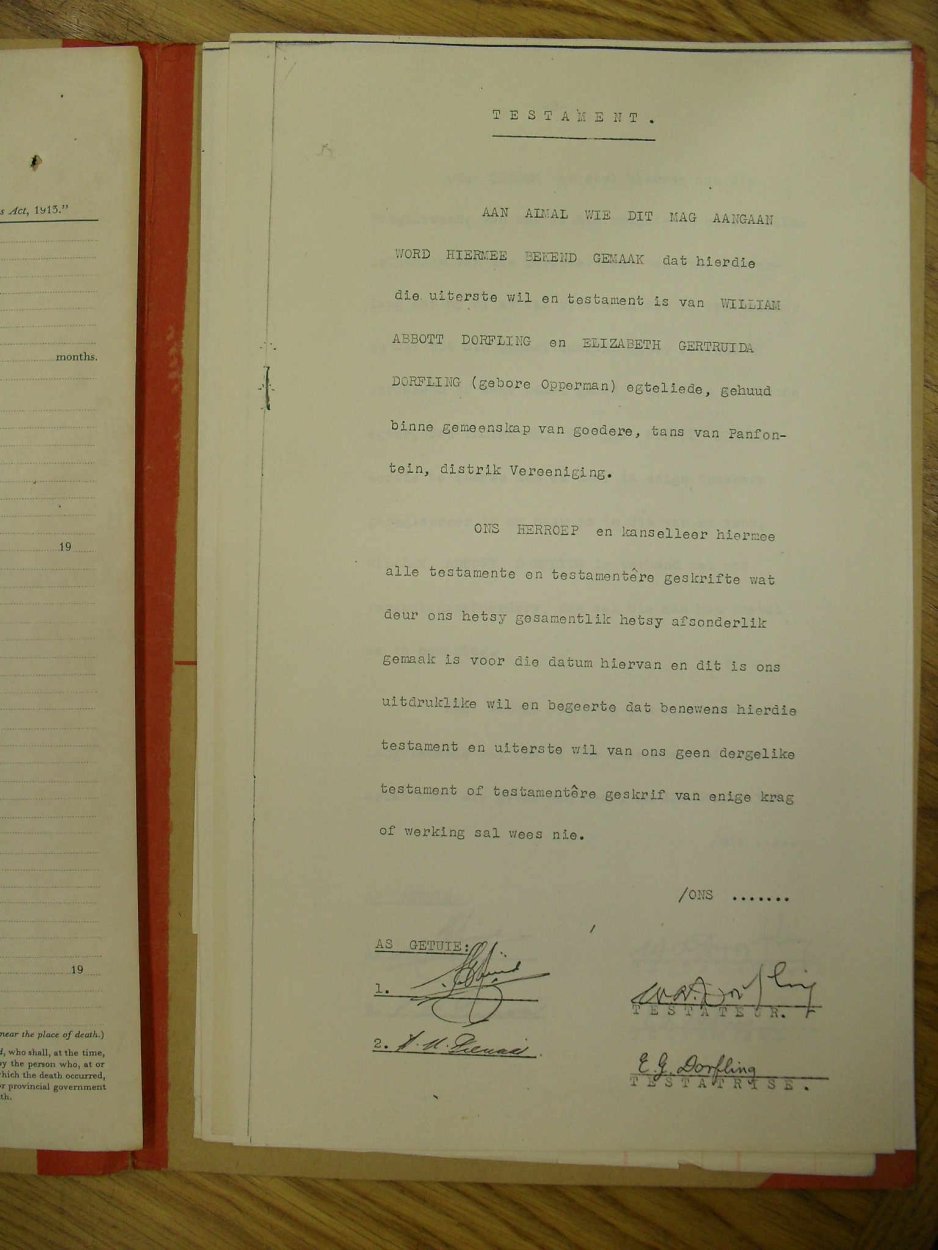 s Act, 1913."
months.
19
19
near the place of death.)
d, who shall, at the time,
by the person who, at or
which the death occurred,
or provincial government
th.
T E S T A M E N T .
AAN ALMAL WIE DIT MAG AANGAAN
WORD HIERMEE BEKEND GEMAAK dat hierdie
die uiterste wil en testament is van WILLIAM
ABBOTT DORFLING en ELIZABETH GERTRUIDA
DORFLING (gebore Opperman) egteliede, gehuud
binne gemeenskap van goedere, tans van Panfon-
tein, distrik Vereeniging.
ONS HERROEP en kanselleer hiermee
alle testamente en testamentêre geskrifte wat
deur ons hetsy gesamentlik hetsy afsonderlik
gemaak is voor die datum hiervan en dit is ons
uitdruklike wil en begeerte dat benewens hierdie
testament en uiterste wil van ons geen dergelike
testament of testamentêre geskrif van enige krag
of werking sal wees nie.
/ONS .......
AS GETUIE:
1.
W.A. Dorfling
T E S T A T E U R .
2.
E. G. Dorfling
T E S T A T R I S E .